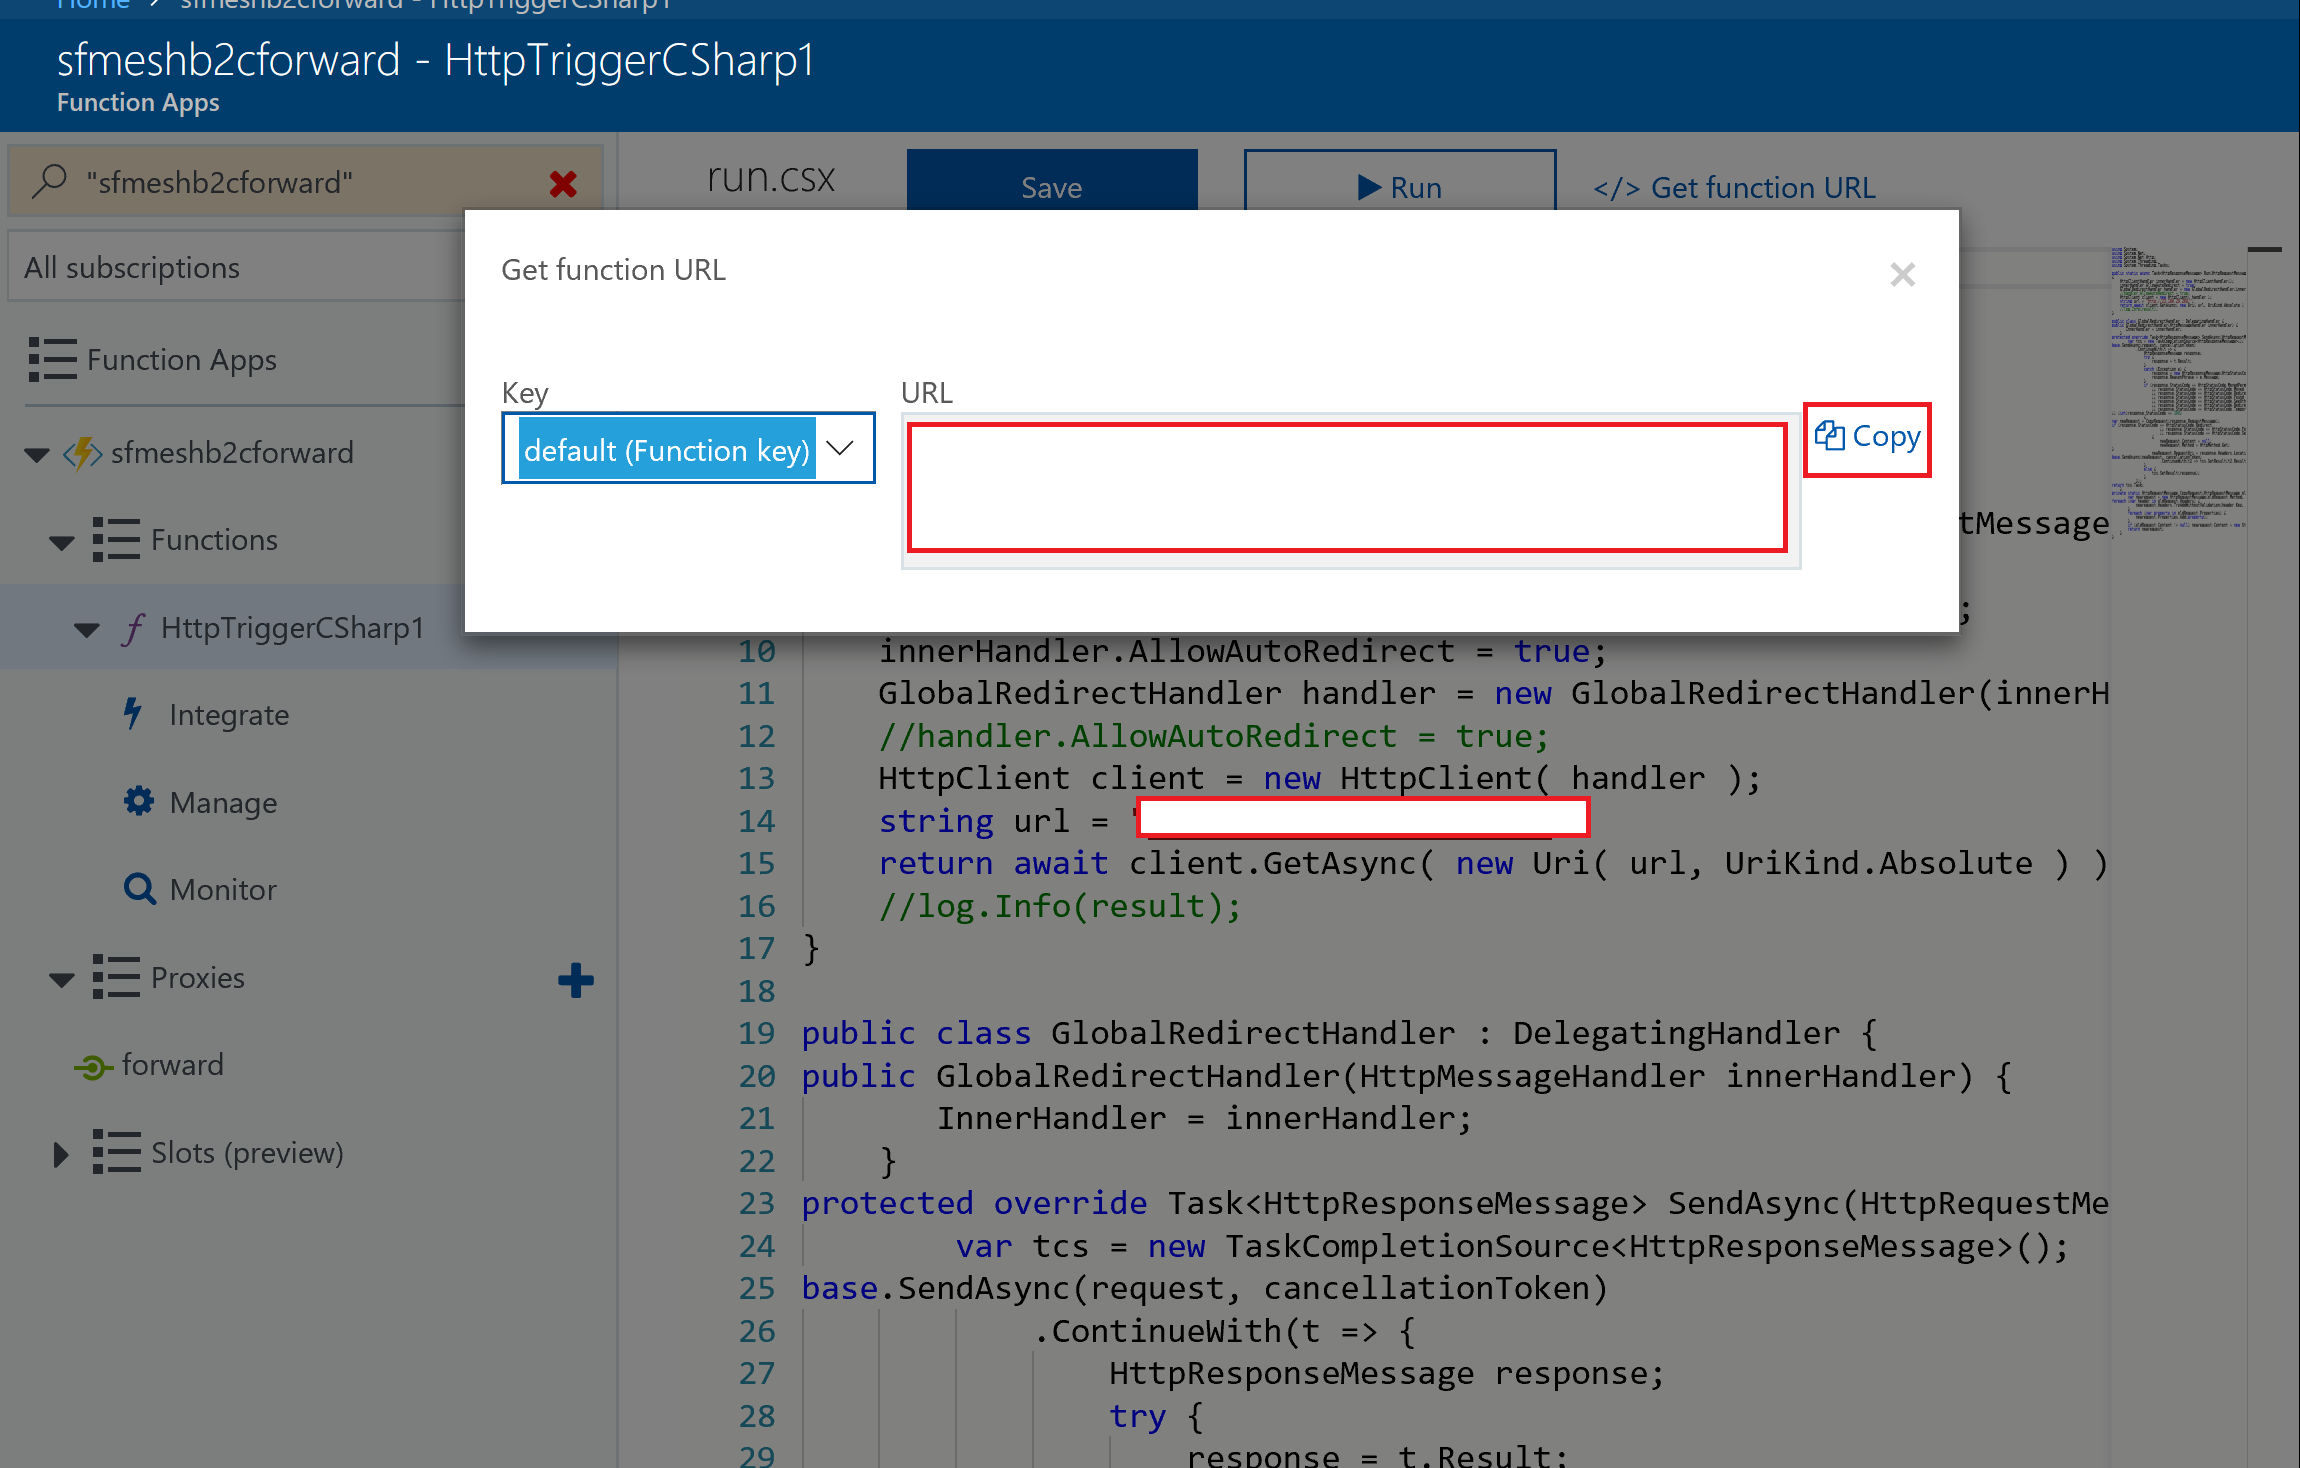 Home > sfmeshb2cforward - HttpTriggerCSharp1
sfmeshb2cforward - HttpTriggerCSharp1
Function Apps
"sfmeshb2cforward"
All subscriptions
Function Apps
sfmeshb2cforward
Functions
HttpTriggerCSharp1
Integrate
Manage
Monitor
Proxies
forward
Slots (preview)
run.csx
Save
Run
</> Get function URL
Get function URL
Key
default (Function key)
URL
Copy
tMessage
;
10 innerHandler.AllowAutoRedirect = true;
11 GlobalRedirectHandler handler = new GlobalRedirectHandler(innerH
12 //handler.AllowAutoRedirect = true;
13 HttpClient client = new HttpClient( handler );
14 string url = "
15 return await client.GetAsync( new Uri( url, UriKind.Absolute ) )
16 //log.Info(result);
17 }
18
19 public class GlobalRedirectHandler : DelegatingHandler {
20 public GlobalRedirectHandler(HttpMessageHandler innerHandler) {
21 InnerHandler = innerHandler;
22 }
23 protected override Task<HttpResponseMessage> SendAsync(HttpRequestMe
24 var tcs = new TaskCompletionSource<HttpResponseMessage>();
25 base.SendAsync(request, cancellationToken)
26 .ContinueWith(t => {
27 HttpResponseMessage response;
28 try {
29 response = t.Result;